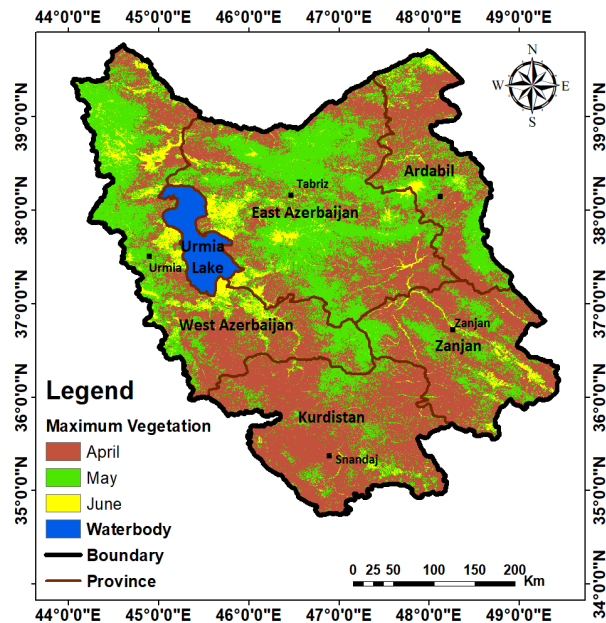 44°0'0"E 45°0'0"E 46°0'0"E 47°0'0"E 48°0'0"E 49°0'0"E
39°0'0"N
38°0'0"N
37°0'0"N
36°0'0"N
35°0'0"N
N
W E
S
39°0'0"N
38°0'0"N
37°0'0"N
36°0'0"N
35°0'0"N
34°0'0"N
Ardabil
Tabriz
East Azerbaijan
Urmia
Lake
Urmia
West Azerbaijan
Zanjan
Zanjan
Kurdistan
Snandaj
Legend
Maximum Vegetation
April
May
June
Waterbody
Boundary
Province
0 25 50 100 150 200
Km
44°0'0"E 45°0'0"E 46°0'0"E 47°0'0"E 48°0'0"E 49°0'0"E